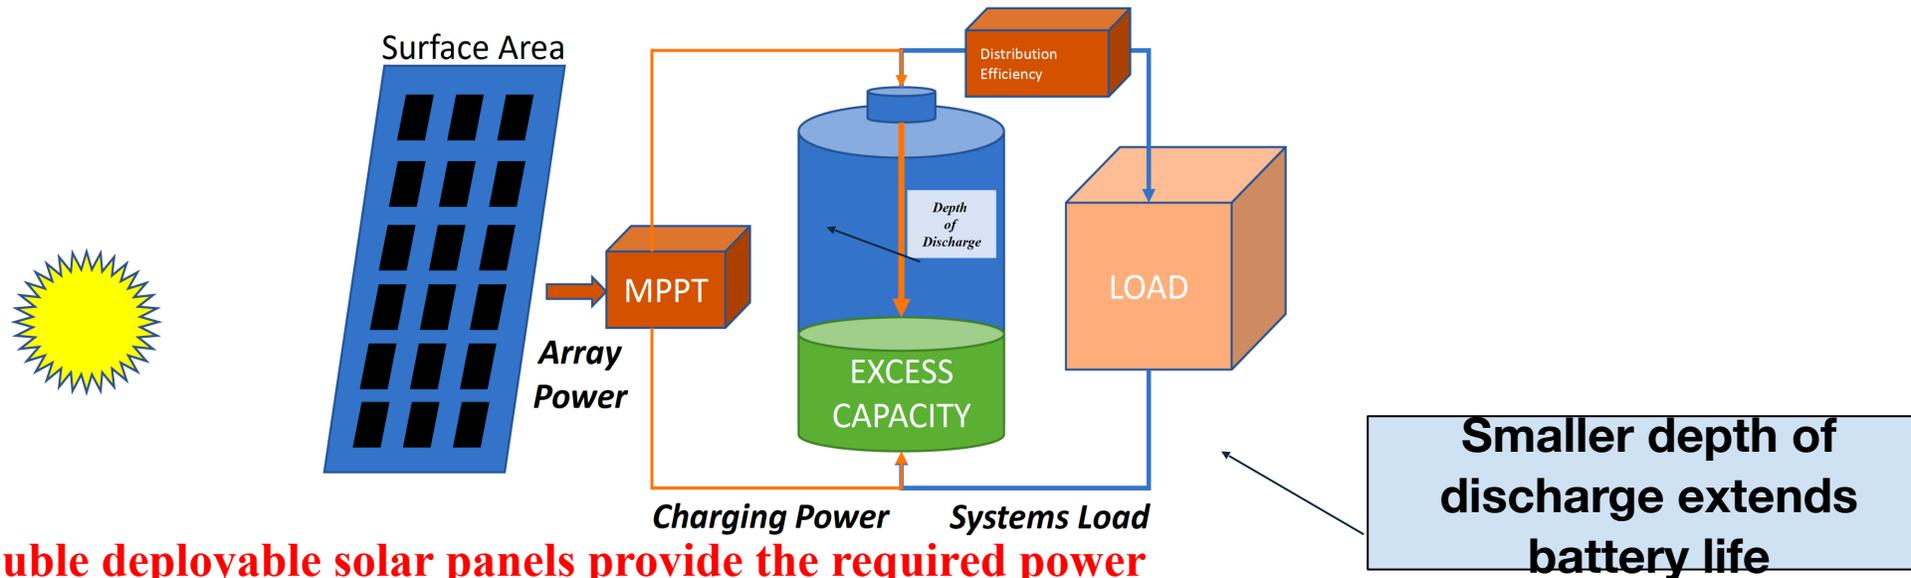 Surface Area
Distribution
Efficiency
Depth
of
Discharge
MPPT
LOAD
Array
Power
EXCESS
CAPACITY
Charging Power
Systems Load
Smaller depth of
discharge extends
battery life
uble deployable solar panels provide the required power